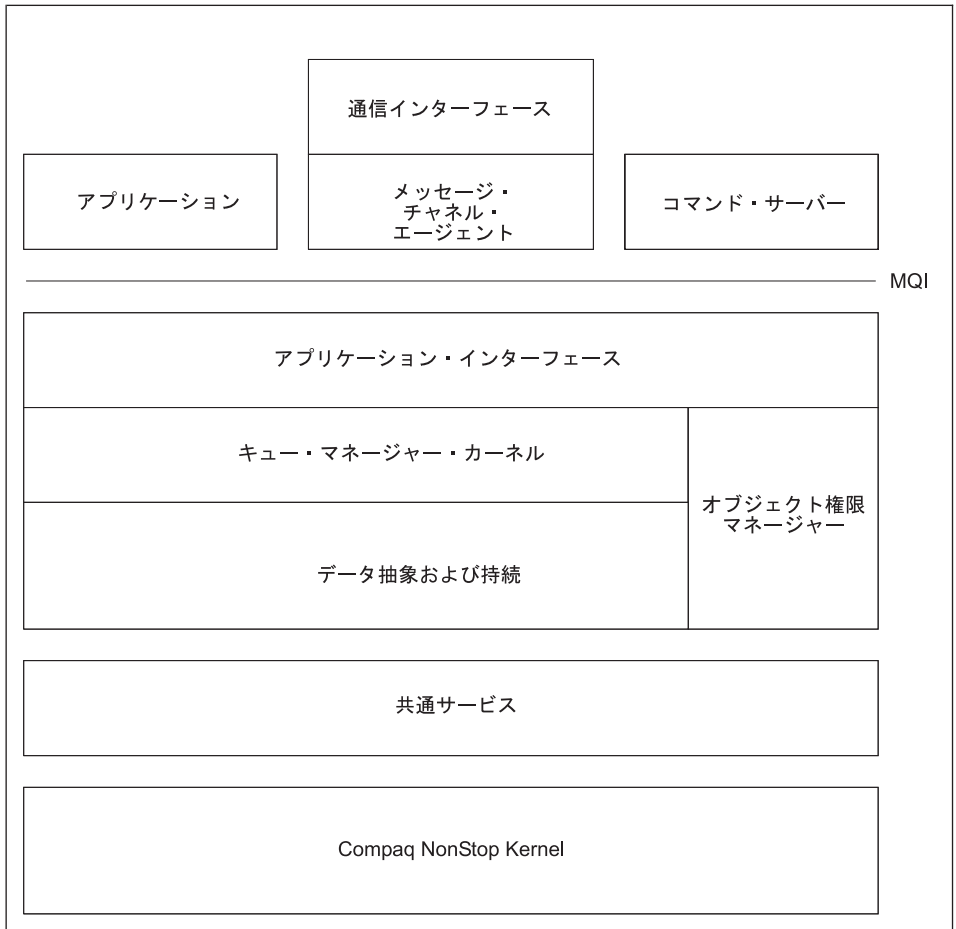 通信インターフェース
アプリケーション
メッセージ・
チャネル・
エージェント
コマンド・サーバー
MQI
アプリケーション・インターフェース
キュー・マネージャー・カーネル
オブジェクト権限
マネージャー
データ抽象および持続
共通サービス
Compaq NonStop Kernel